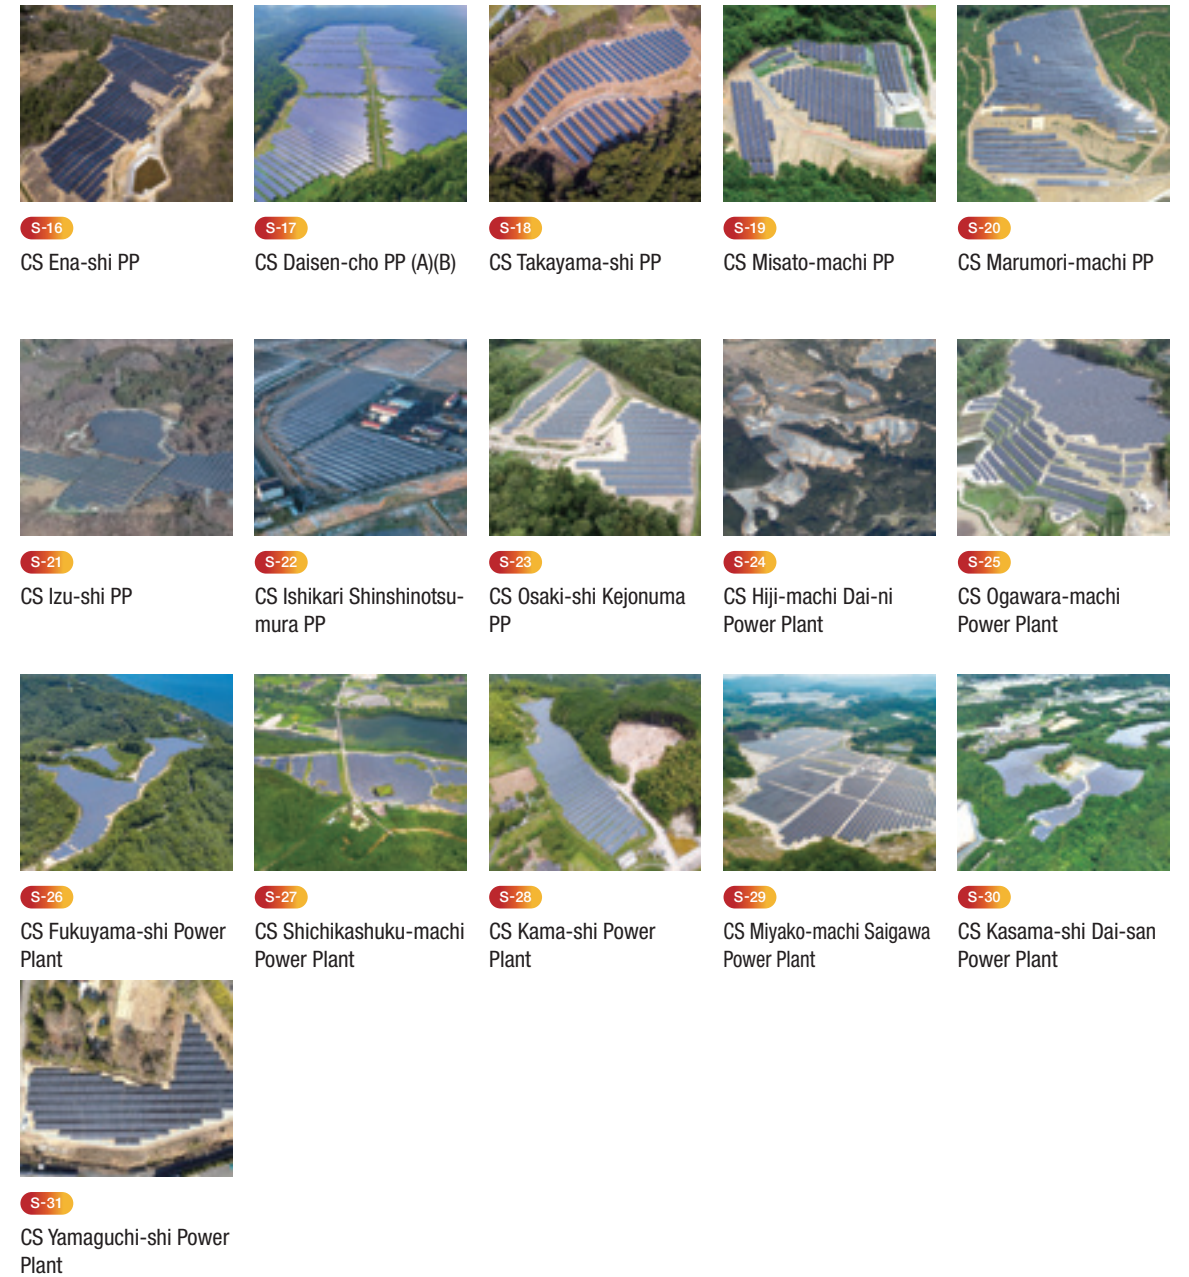 S-16
CS Ena-shi PP
S-17
CS Daisen-cho PP (A)(B)
S-18
CS Takayama-shi PP
S-19
CS Misato-machi PP
S-20
CS Marumori-machi PP
S-21
CS Izu-shi PP
S-22
CS Ishikari Shinshinotsu-
mura PP
S-23
CS Osaki-shi Kejonuma
PP
S-24
CS Hiji-machi Dai-ni
Power Plant
S-25
CS Ogawara-machi
Power Plant
S-26
CS Fukuyama-shi Power
Plant
S-27
CS Shichikashuku-machi
Power Plant
S-28
CS Kama-shi Power
Plant
S-29
CS Miyako-machi Saigawa
Power Plant
S-30
CS Kasama-shi Dai-san
Power Plant
S-31
CS Yamaguchi-shi Power
Plant